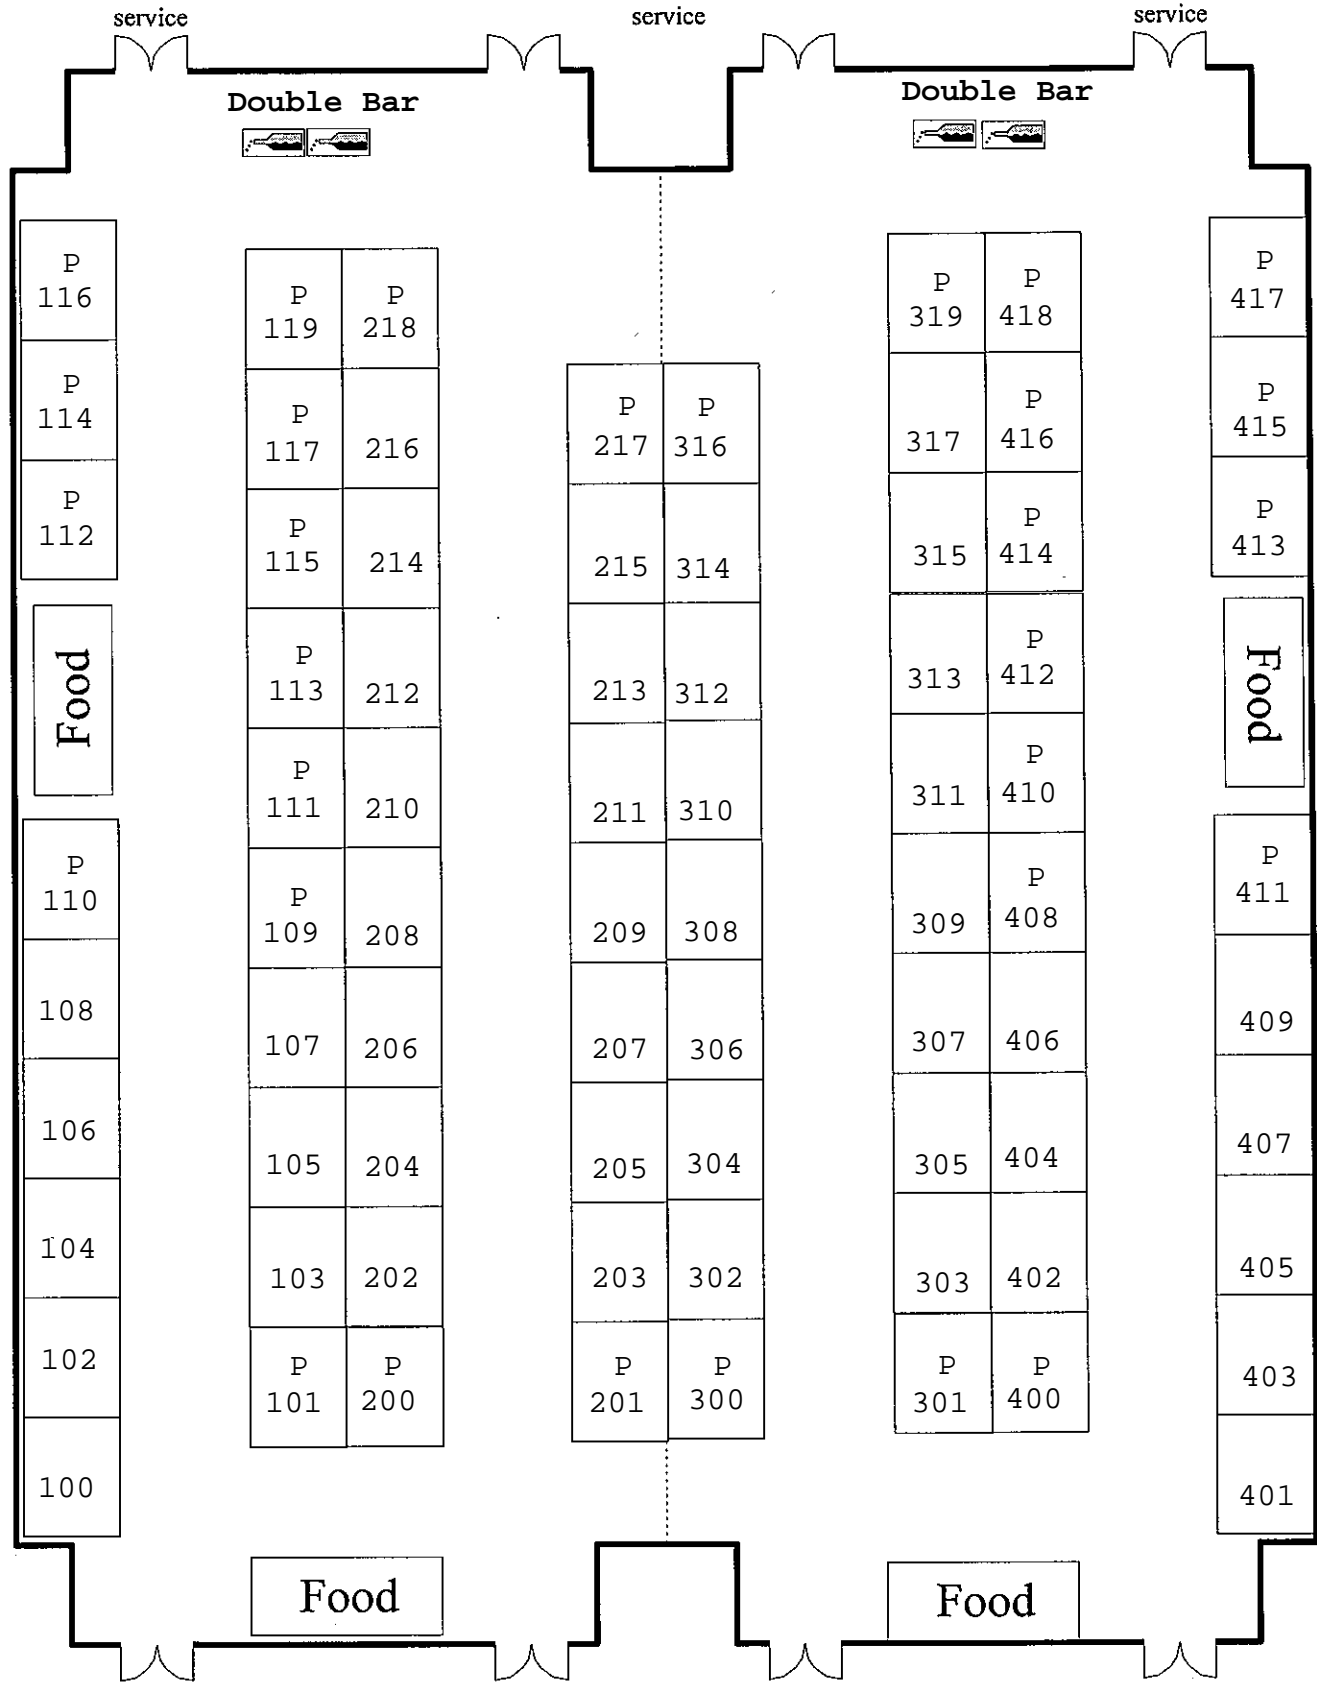 service
service
service
Double Bar
Double Bar
P
116
P
114
P
112
Food
P
110
108
106
104
102
100
P
119
P
218
P
117
216
P
115
214
P
113
212
P
111
210
P
109
208
107
206
105
204
103
202
P
101
P
200
P
217
P
316
215
314
213
312
211
310
209
308
207
306
205
304
203
302
P
201
P
300
P
319
P
418
317
P
416
315
P
414
313
P
412
311
P
410
309
P
408
307
406
305
404
303
402
P
301
P
400
P
417
P
415
P
413
Food
P
411
409
407
405
403
401
Food
Food